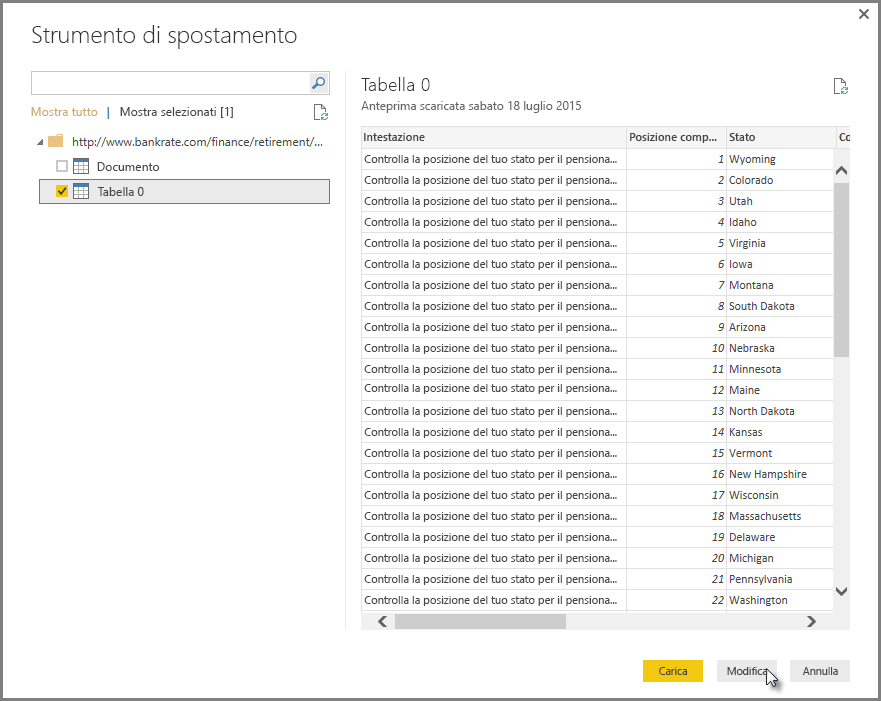 Strumento di spostamento
Mostra tutto | Mostra selezionati [1]
http://www.bankrate.com/finance/retirement/...
Documento
Tabella 0
Tabella 0
Anteprima scaricata sabato 18 luglio 2015
Intestazione Posizione comp... Stato Co
Controlla la posizione del tuo stato per il pensiona... 1 Wyoming
Controlla la posizione del tuo stato per il pensiona... 2 Colorado
Controlla la posizione del tuo stato per il pensiona... 3 Utah
Controlla la posizione del tuo stato per il pensiona... 4 Idaho
Controlla la posizione del tuo stato per il pensiona... 5 Virginia
Controlla la posizione del tuo stato per il pensiona... 6 Iowa
Controlla la posizione del tuo stato per il pensiona... 7 Montana
Controlla la posizione del tuo stato per il pensiona... 8 South Dakota
Controlla la posizione del tuo stato per il pensiona... 9 Arizona
Controlla la posizione del tuo stato per il pensiona... 10 Nebraska
Controlla la posizione del tuo stato per il pensiona... 11 Minnesota
Controlla la posizione del tuo stato per il pensiona... 12 Maine
Controlla la posizione del tuo stato per il pensiona... 13 North Dakota
Controlla la posizione del tuo stato per il pensiona... 14 Kansas
Controlla la posizione del tuo stato per il pensiona... 15 Vermont
Controlla la posizione del tuo stato per il pensiona... 16 New Hampshire
Controlla la posizione del tuo stato per il pensiona... 17 Wisconsin
Controlla la posizione del tuo stato per il pensiona... 18 Massachusetts
Controlla la posizione del tuo stato per il pensiona... 19 Delaware
Controlla la posizione del tuo stato per il pensiona... 20 Michigan
Controlla la posizione del tuo stato per il pensiona... 21 Pennsylvania
Controlla la posizione del tuo stato per il pensiona... 22 Washington
Carica Modifica Annulla